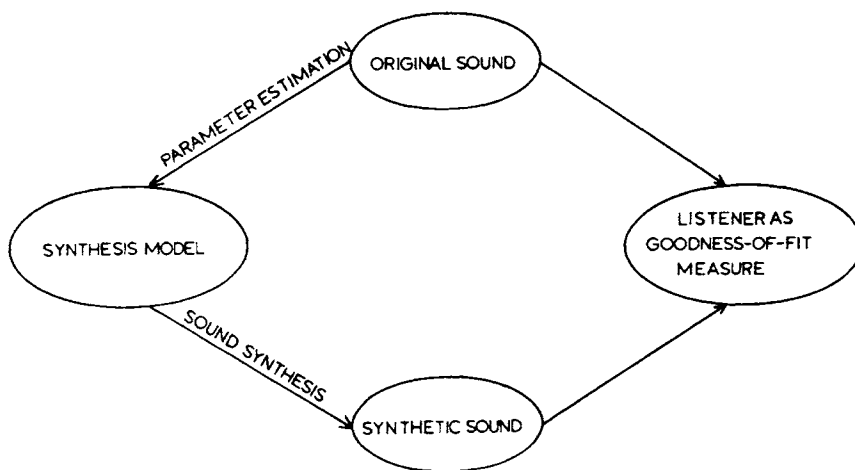 ORIGINAL SOUND
PARAMETER ESTIMATION
SYNTHESIS MODEL
LISTENER AS
GOODNESS-OF-FIT
MEASURE
SOUND SYNTHESIS
SYNTHETIC SOUND